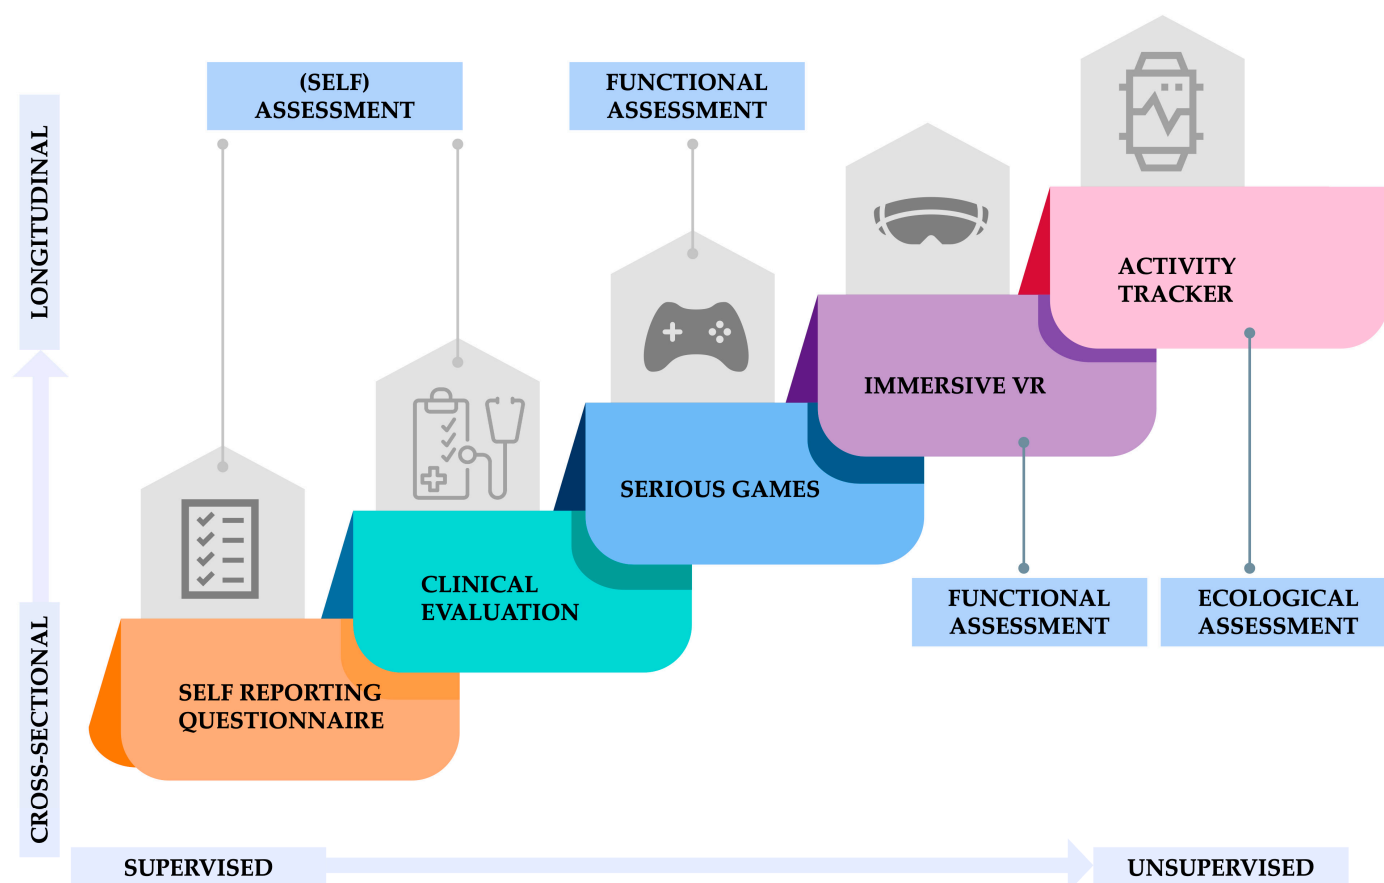 (SELF)
ASSESSMENT
FUNCTIONAL
ASSESSMENT
LONGITUDINAL
ACTIVITY
TRACKER
IMMERSIVE VR
SERIOUS GAMES
CLINICAL
EVALUATION
FUNCTIONAL
ASSESSMENT
ECOLOGICAL
ASSESSMENT
SELF REPORTING
QUESTIONNAIRE
CROSS-SECTIONAL
SUPERVISED
UNSUPERVISED